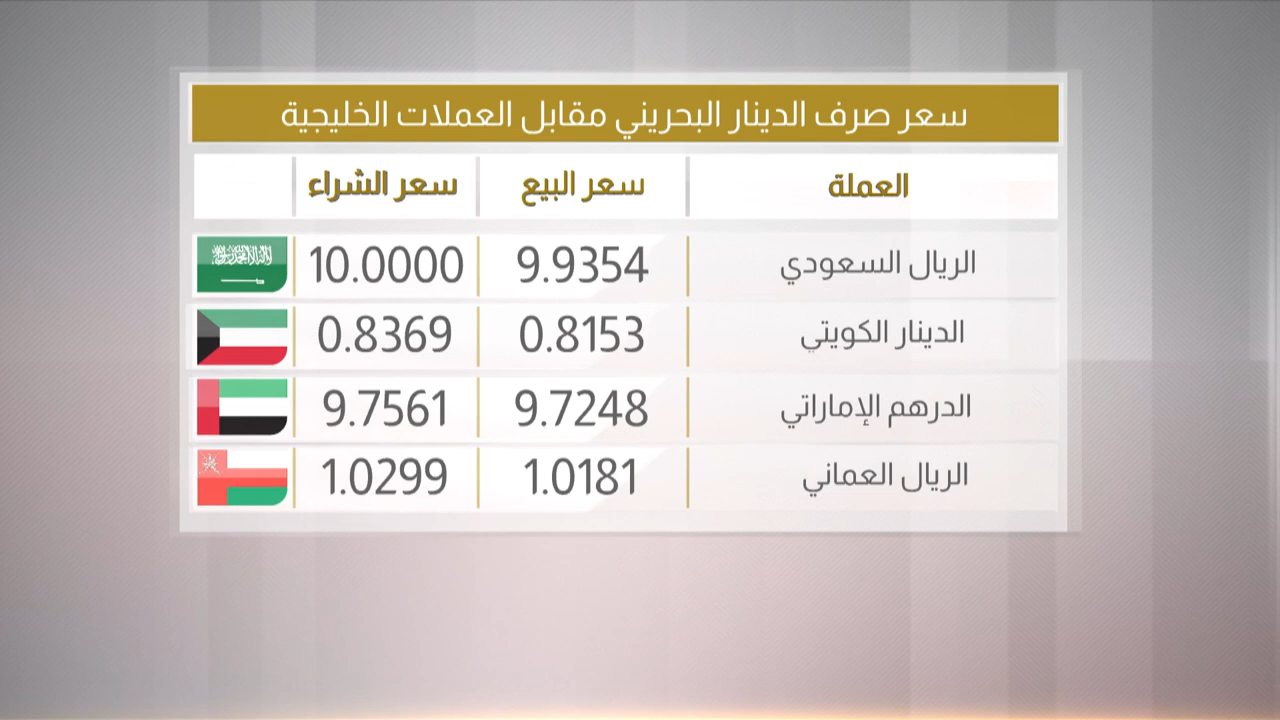 سعر صرف الدينار البحريني مقابل العملات الخليجية
العملة سعر البيع سعر الشراء
الريال السعودي 9.9354 10.0000
الدينار الكويتي 0.8153 0.8369
الدرهم الإماراتي 9.7248 9.7561
الريال العماني 1.0181 1.0299